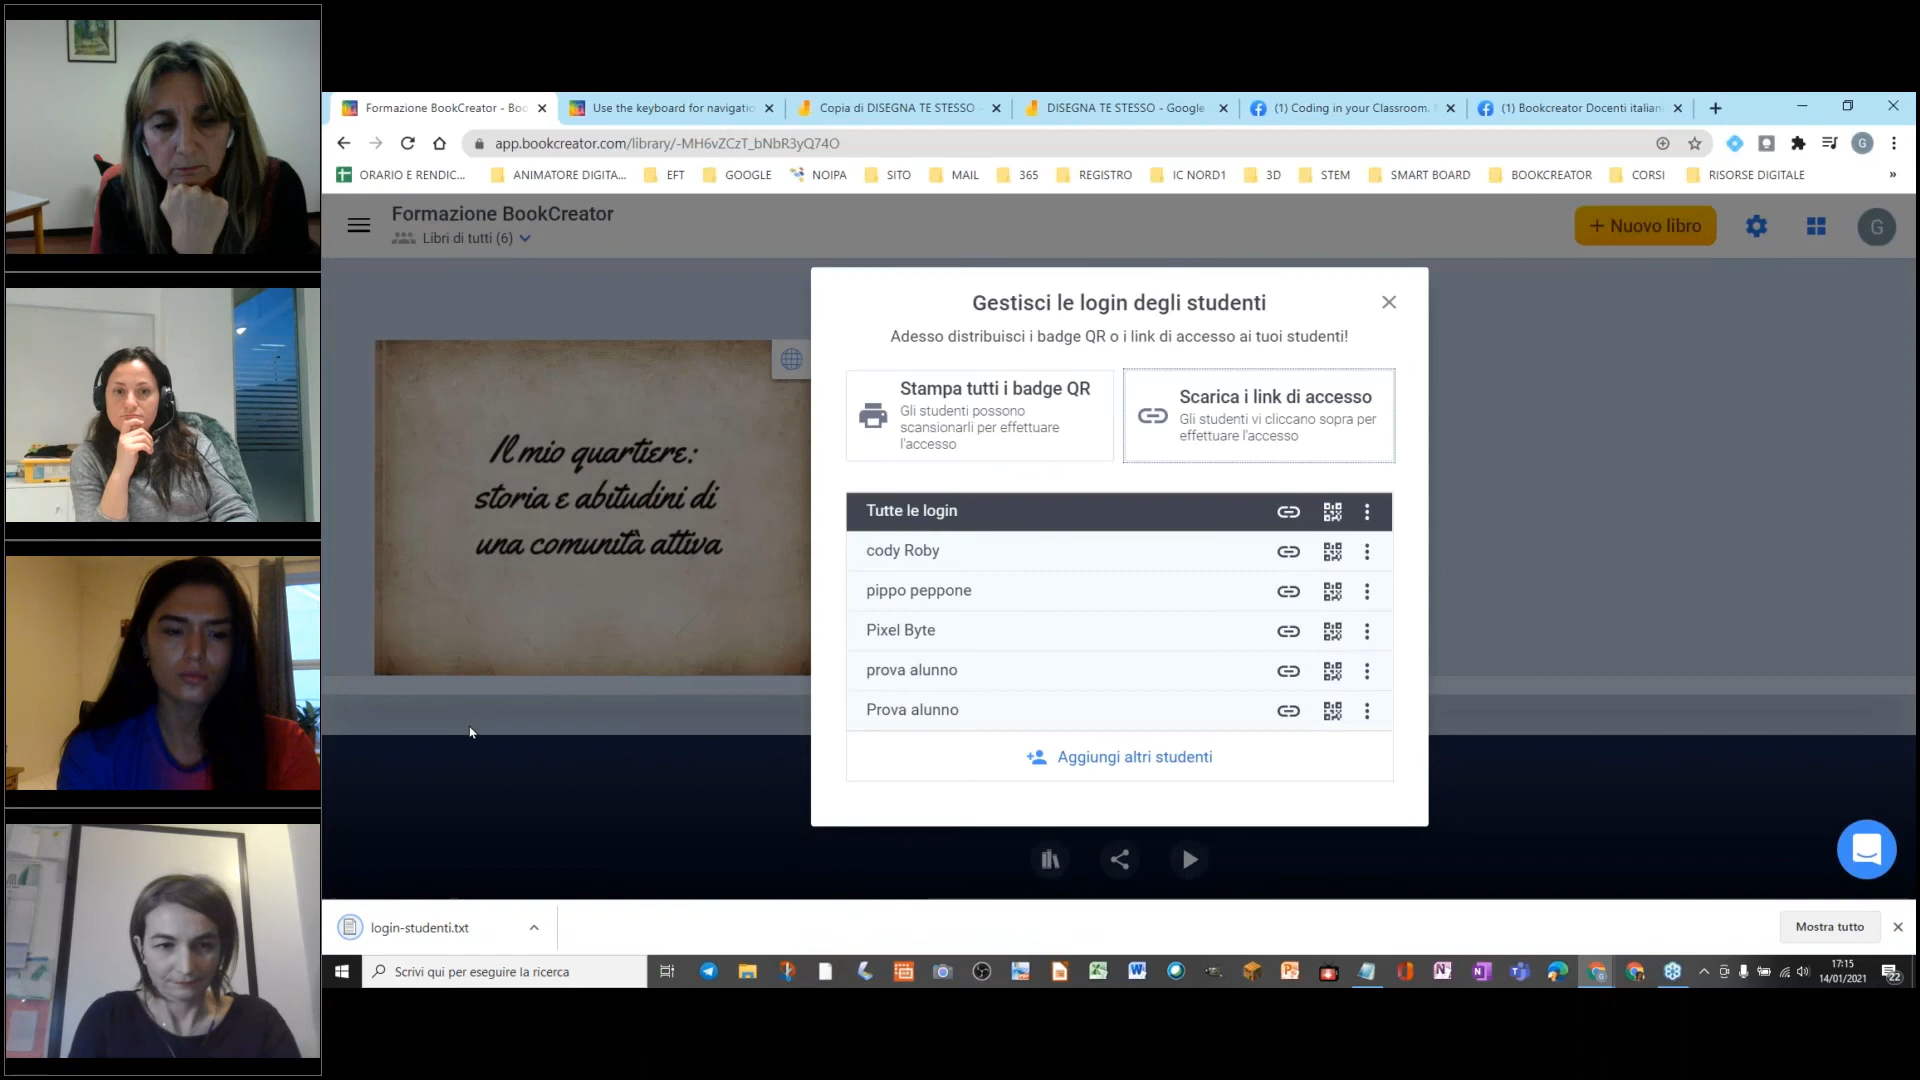 Formazione BookCreator - Boo
Use the keyboard for navigatio
Copia di DISEGNA TE STESSO -
DISEGNA TE STESSO - Google
(1) Coding in your Classroom.
(1) Bookcreator Docenti italian
app.bookcreator.com/library/-MH6vZCzT_bNbR3yQ74O
G
ORARIO E RENDIC...
ANIMATORE DIGITA...
EFT
GOOGLE
NOIPA
SITO
MAIL
365
REGISTRO
IC NORD1
3D
STEM
SMART BOARD
BOOKCREATOR
CORSI
RISORSE DIGITALE
»
Formazione BookCreator
Libri di tutti (6)
+ Nuovo libro
G
Il mio quartiere:
storia e abitudini di
una comunità attiva
Gestisci le login degli studenti
Adesso distribuisci i badge QR o i link di accesso ai tuoi studenti!
Stampa tutti i badge QR
Gli studenti possono
scansionarli per effettuare
l'accesso
Scarica i link di accesso
Gli studenti vi cliccano sopra per
effettuare l'accesso
Tutte le login
cody Roby
pippo peppone
Pixel Byte
prova alunno
Prova alunno
Aggiungi altri studenti
login-studenti.txt
Mostra tutto
Scrivi qui per eseguire la ricerca
17:15
14/01/2021
22